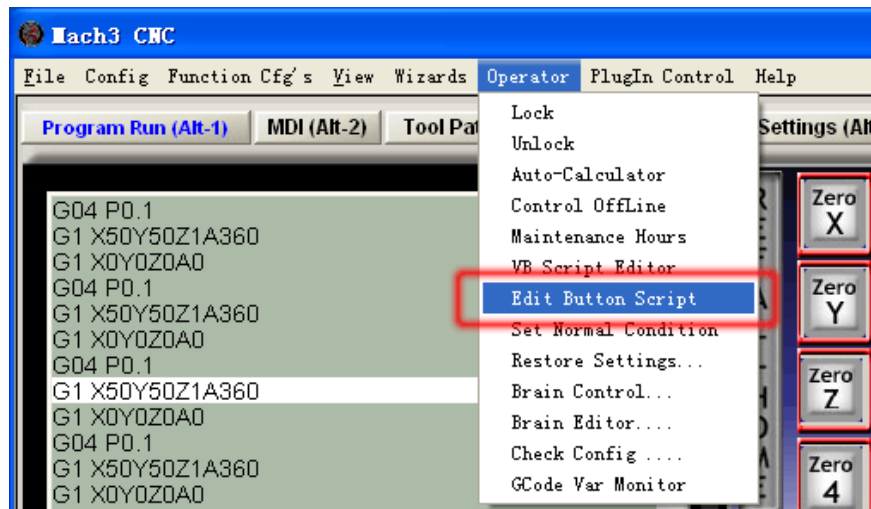 Mach3 CNC
File Config Function Cfg's View Wizards Operator PlugIn Control Help
Program Run (Alt-1) MDI (Alt-2) Tool Pat Settings (Alt
Lock
Unlock
Auto-Calculator
Control OffLine
Maintenance Hours
VB Script Editor
Edit Button Script
Set Normal Condition
Restore Settings...
Brain Control...
Brain Editor....
Check Config ....
GCode Var Monitor
G04 P0.1
G1 X50Y50Z1A360
G1 X0Y0Z0A0
G04 P0.1
G1 X50Y50Z1A360
G1 X0Y0Z0A0
G04 P0.1
G1 X50Y50Z1A360
G1 X0Y0Z0A0
G04 P0.1
G1 X50Y50Z1A360
G1 X0Y0Z0A0
Zero
X
Zero
Y
Zero
Z
Zero
4